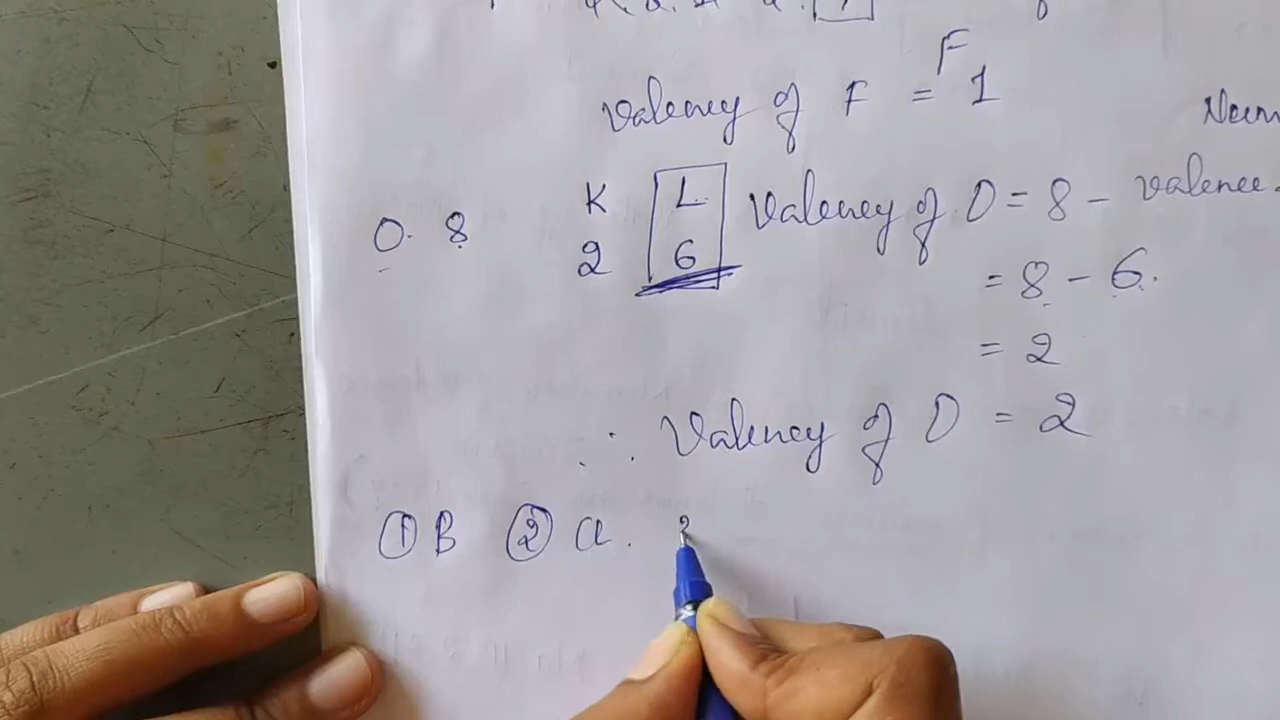 F
Valency of F = 1
K L Valency of O = 8 - valence
O. 8 2 6
= 8 - 6.
= 2
∴ Valency of O = 2
① B ② Cl. 3